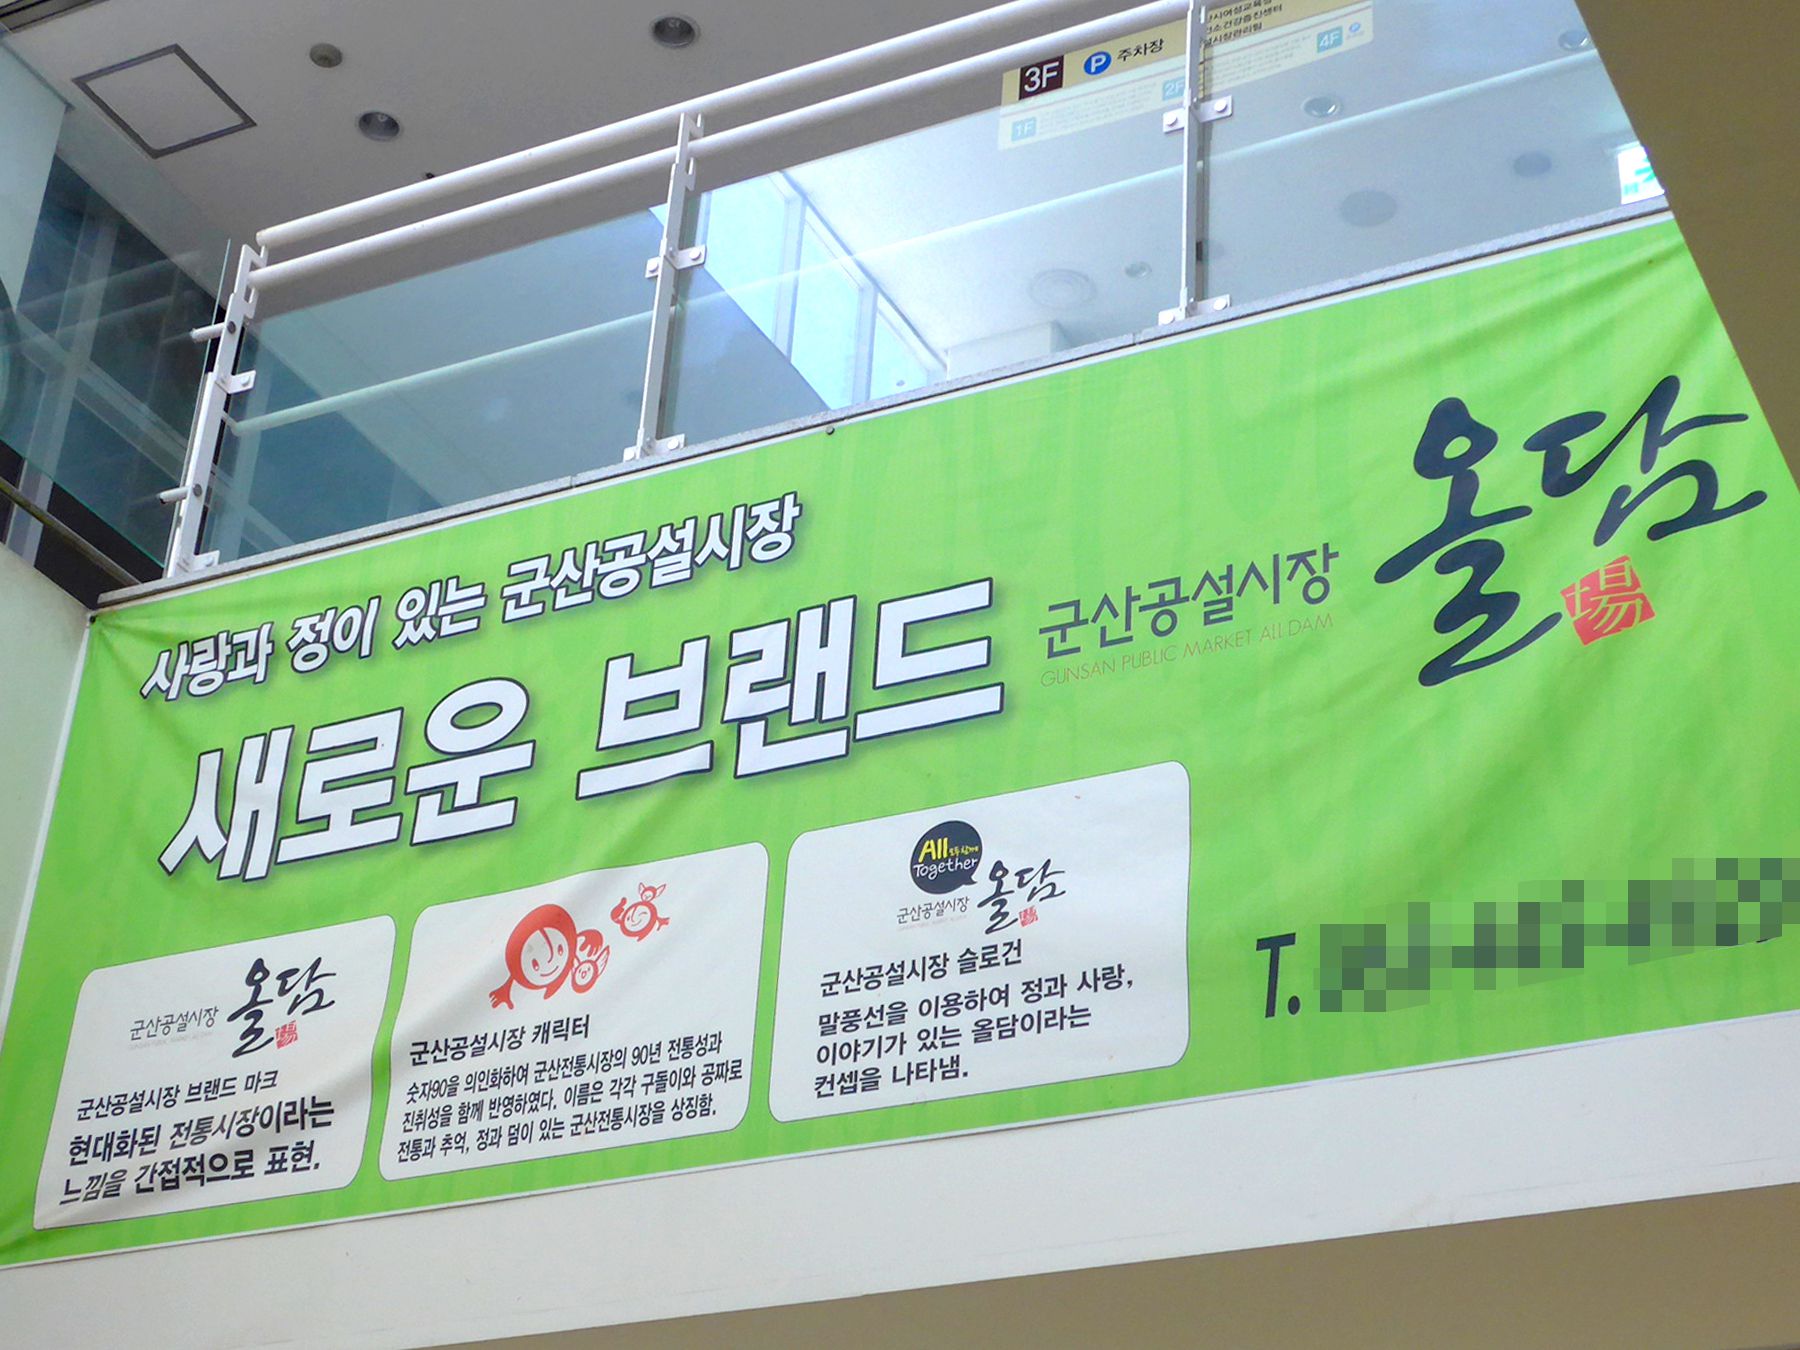 3F P 주차장
4F
2F
1F
사랑과 정이 있는 군산공설시장
새로운 브랜드
군산공설시장
GUNSAN PUBLIC MARKET ALL DAM
올담
場
군산공설시장
올담
場
군산공설시장 브랜드 마크
현대화된 전통시장이라는
느낌을 간접적으로 표현.
군산공설시장 캐릭터
숫자90을 의인화하여 군산전통시장의 90년 전통성과
진취성을 함께 반영하였다. 이름은 각각 구돌이와 공짜로
전통과 추억, 정과 덤이 있는 군산전통시장을 상징함.
All 모두 함께
Together
군산공설시장
올담
場
군산공설시장 슬로건
말풍선을 이용하여 정과 사랑,
이야기가 있는 올담이라는
컨셉을 나타냄.
T.